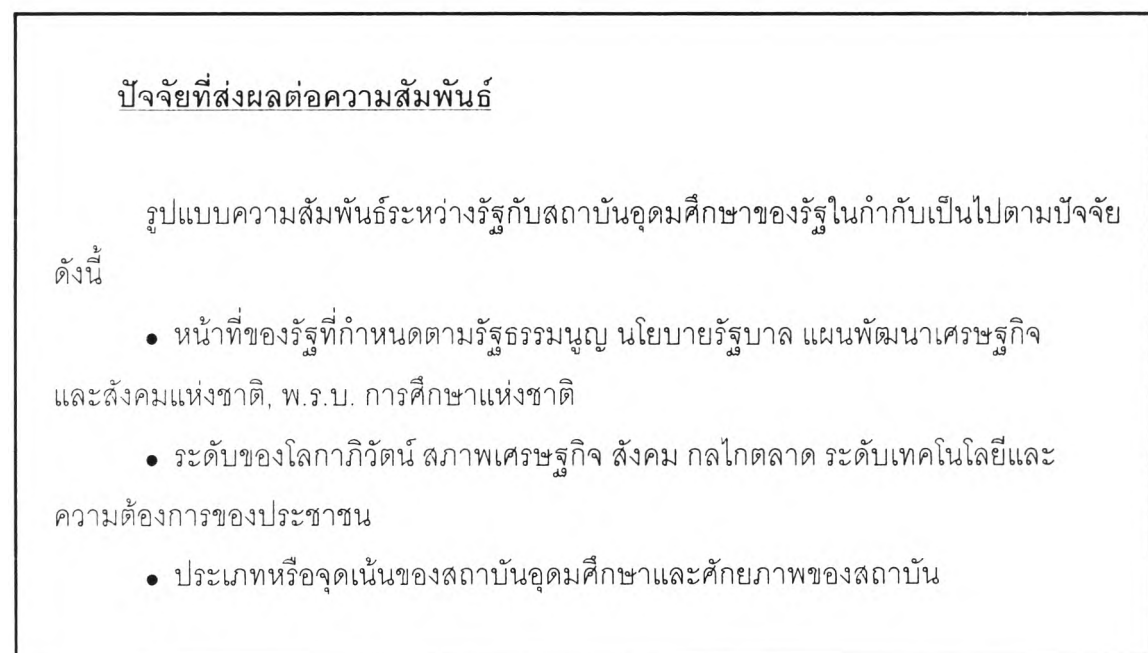 ปัจจัยที่ส่งผลต่อความสัมพันธ์
รูปแบบความสัมพันธ์ระหว่างรัฐกับสถาบันอุดมศึกษาของรัฐในกำกับเป็นไปตามปัจจัย
ดังนี้
• หน้าที่ของรัฐที่กำหนดตามรัฐธรรมนูญ นโยบายรัฐบาล แผนพัฒนาเศรษฐกิจ
และสังคมแห่งชาติ, พ.ร.บ. การศึกษาแห่งชาติ
• ระดับของโลกาภิวัตน์ สภาพเศรษฐกิจ สังคม กลไกตลาด ระดับเทคโนโลยีและ
ความต้องการของประชาชน
• ประเภทหรือจุดเน้นของสถาบันอุดมศึกษาและศักยภาพของสถาบัน